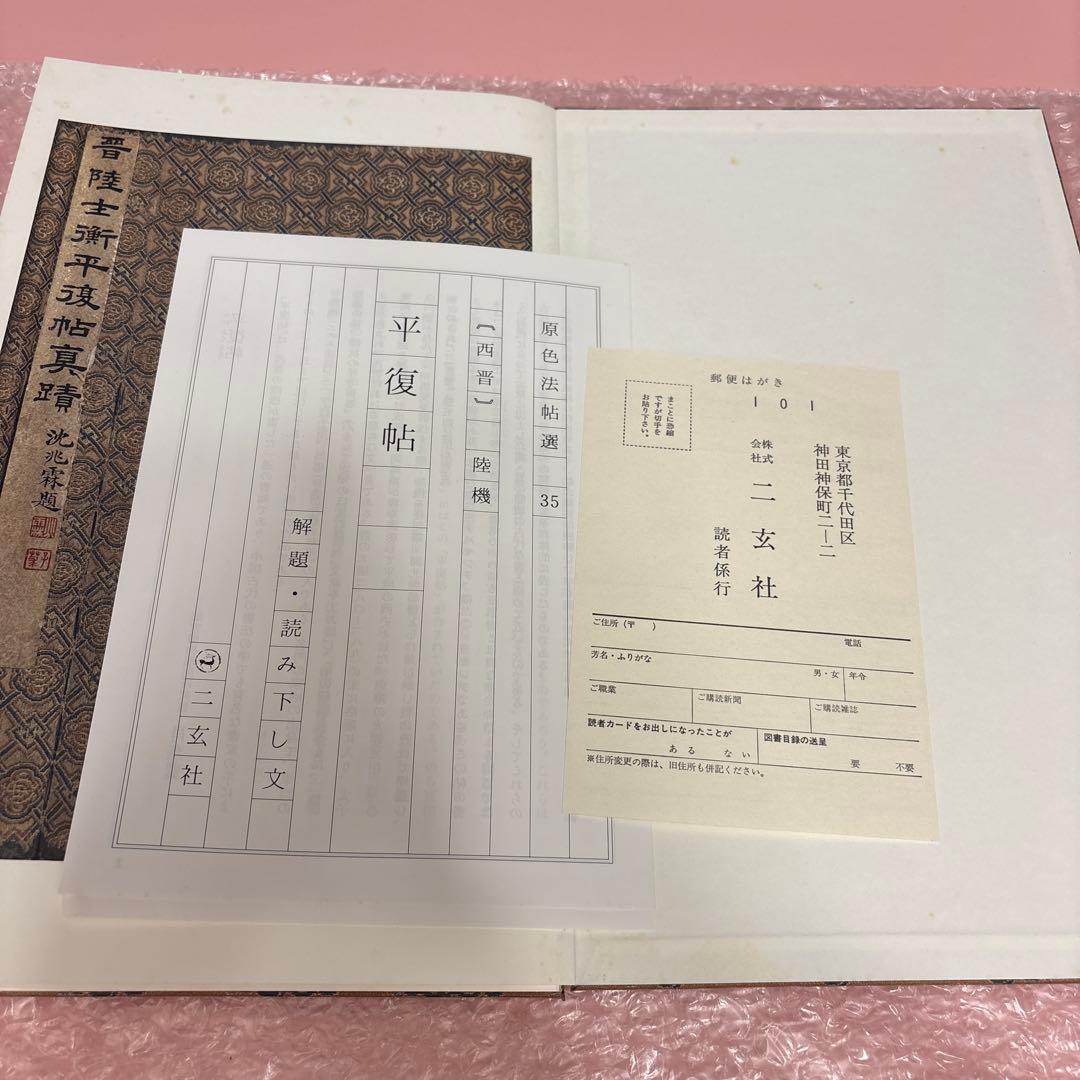 晋陸士衡平復帖真蹟
沈兆霖題
原色法帖選 35
【西晋】 陸機
平復帖
解題・読み下し文
二玄社
郵便はがき
101
まことに恐縮
ですが切手を
お貼り下さい。
東京都千代田区
神田神保町二ー二
株式
会社
二玄社
読者係行
ご住所(〒 )
電話
芳名・ふりがな
男・女
年令
ご職業
ご購読新聞
ご購読雑誌
読者カードをお出しになったことが
ある ない
図書目録の送呈
要 不要
※住所変更の際は、旧住所も併記ください。